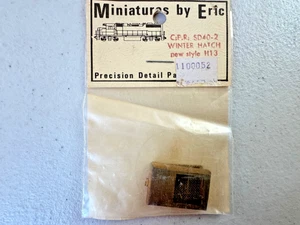 Miniatures by Eric
C.P.R. SD40-2
WINTER HATCH
new style H13
1100052
Precision Detail Pa